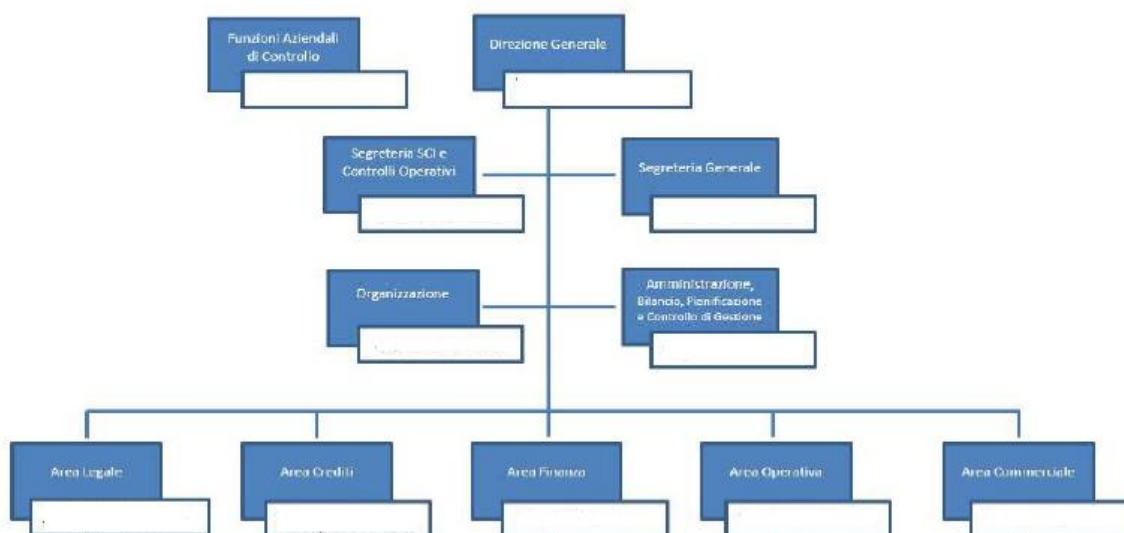 Funzioni Aziendali
di Controllo
Direzione Generale
Segreteria SCI e
Controlli Operativi
Segreteria Generale
Organizzazione
Amministrazione,
Bilancio, Pienificazione
e Controllo di Gestione
Area Legale
Area Crediti
Area Finanza
Area Operativa
Area Commerciale